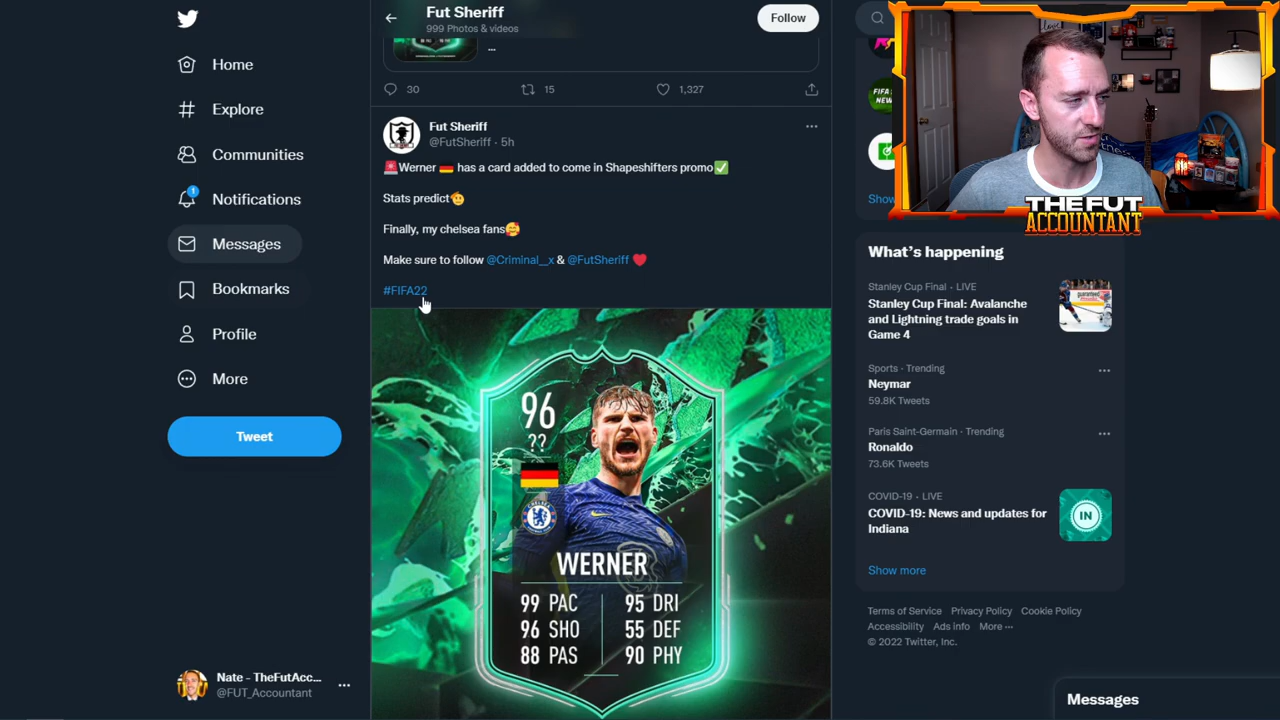 Home
Explore
Communities
1
Notifications
Messages
Bookmarks
Profile
More
Tweet
Nate - TheFutAcc...
@FUT_Accountant
Fut Sheriff
999 Photos & videos
Follow
...
30
15
1,327
Fut Sheriff
@FutSheriff · 5h
🚨Werner 🇩🇪 has a card added to come in Shapeshifters promo✅
Stats predict🫡
Finally, my chelsea fans🥰
Make sure to follow @Criminal__x & @FutSheriff ♥️
#FIFA22
96
??
WERNER
99 PAC
95 DRI
96 SHO
55 DEF
88 PAS
90 PHY
THE FUT
ACCOUNTANT
What's happening
Stanley Cup Final · LIVE
Stanley Cup Final: Avalanche
and Lightning trade goals in
Game 4
Sports · Trending
Neymar
59.8K Tweets
Paris Saint-Germain · Trending
Ronaldo
73.6K Tweets
COVID-19 · LIVE
COVID-19: News and updates for
Indiana
IN
Show more
Terms of Service Privacy Policy Cookie Policy
Accessibility Ads info More ···
© 2022 Twitter, Inc.
Messages